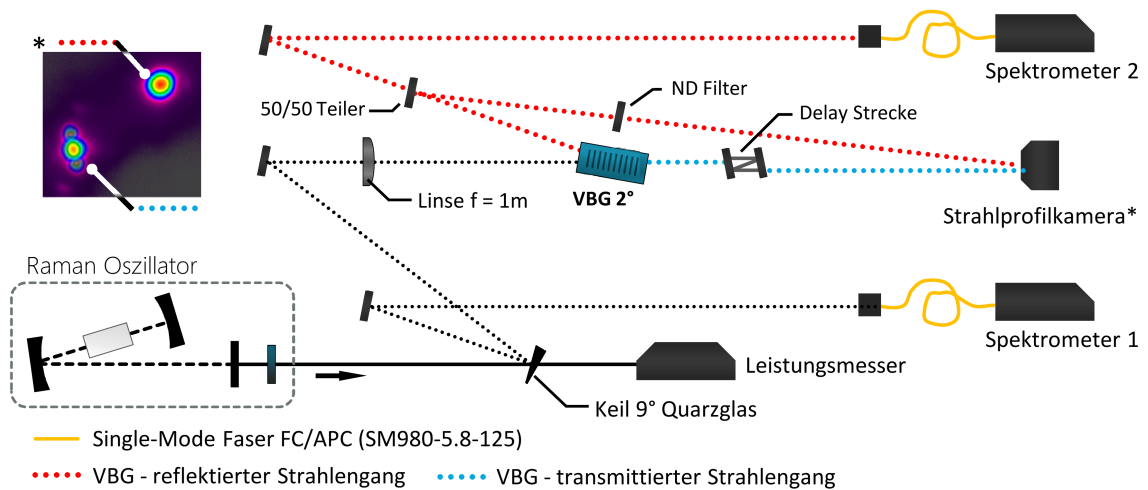 *
Spektrometer 2
ND Filter
50/50 Teiler
Delay Strecke
Linse f = 1m
VBG 2°
Strahlprofilkamera*
Raman Oszillator
Spektrometer 1
Leistungsmesser
Keil 9° Quarzglas
Single-Mode Faser FC/APC (SM980-5.8-125)
VBG - reflektierter Strahlengang
VBG - transmittierter Strahlengang